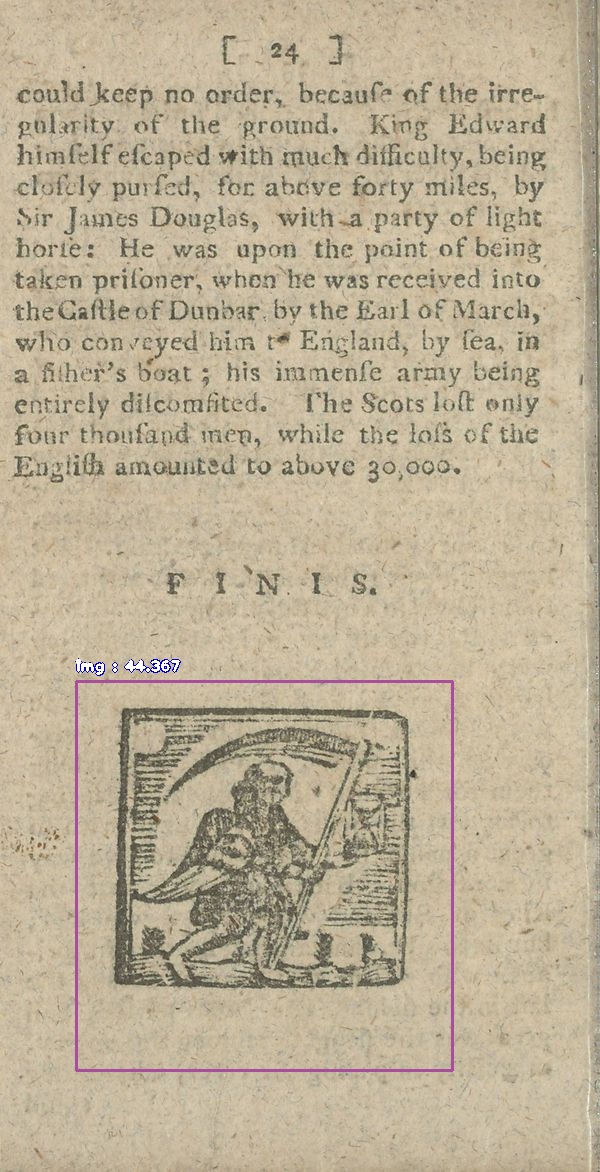 [ 24 ]
could keep no order, becauſe of the irre-
gularity of the ground. King Edward
himſelf eſcaped with much difficulty, being
cloſely purſed, for above forty miles, by
Sir James Douglas, with a party of light
horſe: He was upon the point of being
taken priſoner, when he was received into
the Caſtle of Dunbar by the Earl of March,
who conveyed him to England, by ſea, in
a fiſher's boat; his immenſe army being
entirely diſcomfited. The Scots loſt only
four thouſand men, while the loſs of the
Engliſh amounted to above 30,000.
FINIS.
img : 44.367